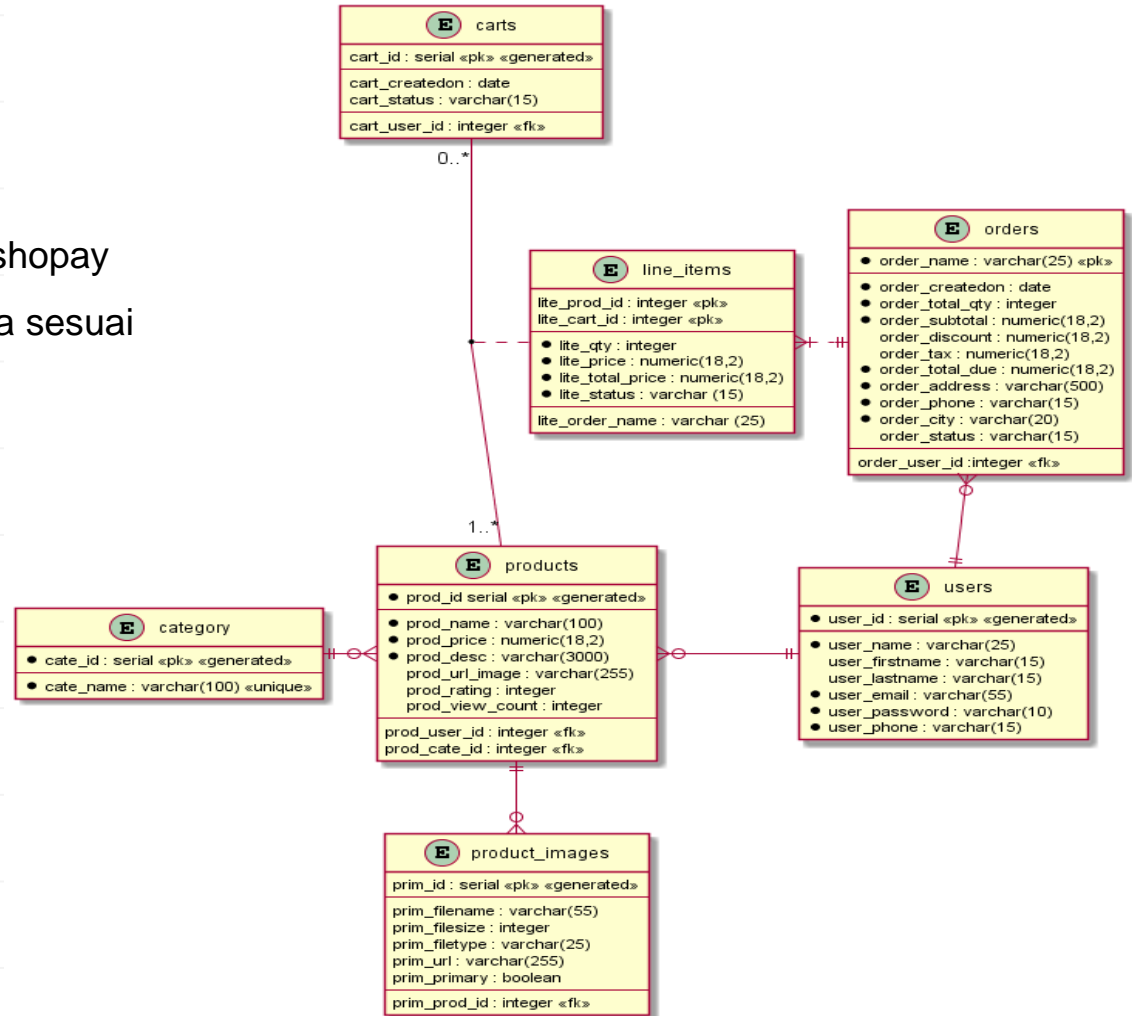 E carts
cart_id : serial «pk» «generated»
cart_createdon : date
cart_status : varchar(15)
cart_user_id : integer «fk»
0..*
shopay
a sesuai
E line_items
lite_prod_id : integer «pk»
lite_cart_id : integer «pk»
lite_qty : integer
lite_price : numeric(18,2)
lite_total_price : numeric(18,2)
lite_status : varchar (15)
lite_order_name : varchar (25)
E orders
order_name : varchar(25) «pk»
order_createdon : date
order_total_qty : integer
order_subtotal : numeric(18,2)
order_discount : numeric(18,2)
order_tax : numeric(18,2)
order_total_due : numeric(18,2)
order_address : varchar(500)
order_phone : varchar(15)
order_city : varchar(20)
order_status : varchar(15)
order_user_id :integer «fk»
1..*
E products
prod_id serial «pk» «generated»
prod_name : varchar(100)
prod_price : numeric(18,2)
prod_desc : varchar(3000)
prod_url_image : varchar(255)
prod_rating : integer
prod_view_count : integer
prod_user_id : integer «fk»
prod_cate_id : integer «fk»
E category
cate_id : serial «pk» «generated»
cate_name : varchar(100) «unique»
E users
user_id : serial «pk» «generated»
user_name : varchar(25)
user_firstname : varchar(15)
user_lastname : varchar(15)
user_email : varchar(55)
user_password : varchar(10)
user_phone : varchar(15)
E product_images
prim_id : serial «pk» «generated»
prim_filename : varchar(55)
prim_filesize : integer
prim_filetype : varchar(25)
prim_url : varchar(255)
prim_primary : boolean
prim_prod_id : integer «fk»